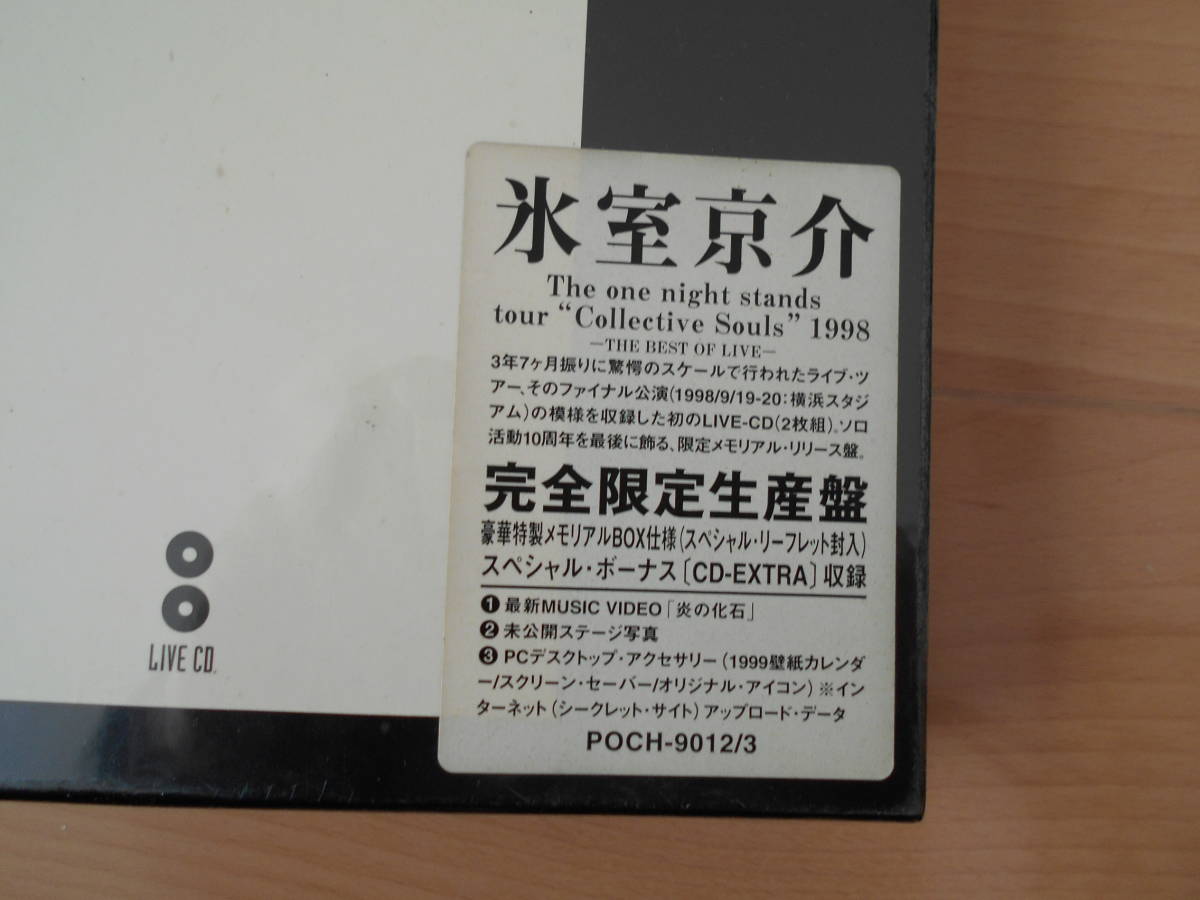 氷室京介
The one night stands
tour “Collective Souls” 1998
—THE BEST OF LIVE—
3年7ヶ月振りに驚愕のスケールで行われたライブ・ツ
アー、そのファイナル公演(1998/9/19-20:横浜スタジ
アム)の模様を収録した初のLIVE-CD(2枚組)。ソロ
活動10周年を最後に飾る、限定メモリアル・リリース盤。
完全限定生産盤
豪華特製メモリアルBOX仕様(スペシャル・リーフレット封入)
スペシャル・ボーナス〔CD-EXTRA〕収録
❶ 最新MUSIC VIDEO「炎の化石」
❷ 未公開ステージ写真
❸ PCデスクトップ・アクセサリー(1999壁紙カレンダ
ー/スクリーン・セーバー/オリジナル・アイコン)※イン
ターネット(シークレット・サイト)アップロード・データ
POCH-9012/3
LIVE CD.